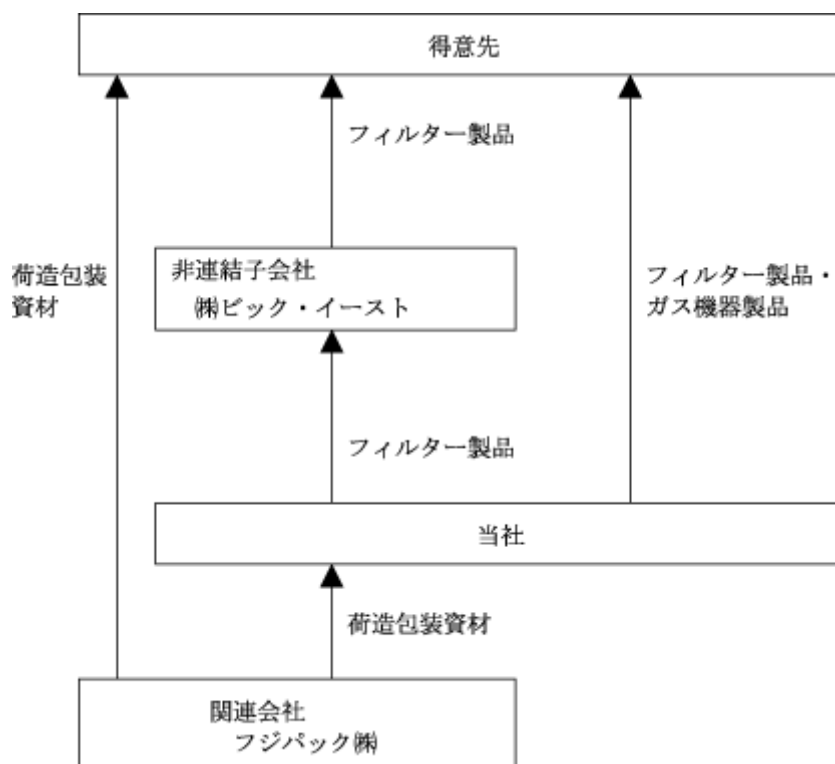 得意先
フィルター製品
荷造包装
資材
非連結子会社
㈱ビック・イースト
フィルター製品・
ガス機器製品
フィルター製品
当社
荷造包装資材
関連会社
フジパック㈱